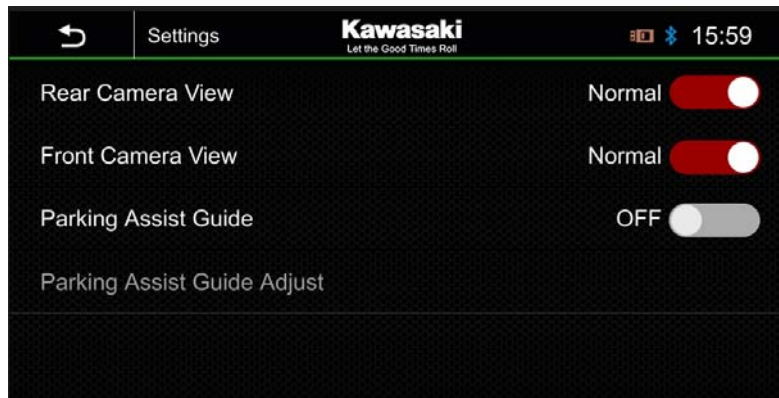 Settings
Kawasaki
Let the Good Times Roll
15:59
Rear Camera View
Normal
Front Camera View
Normal
Parking Assist Guide
OFF
Parking Assist Guide Adjust